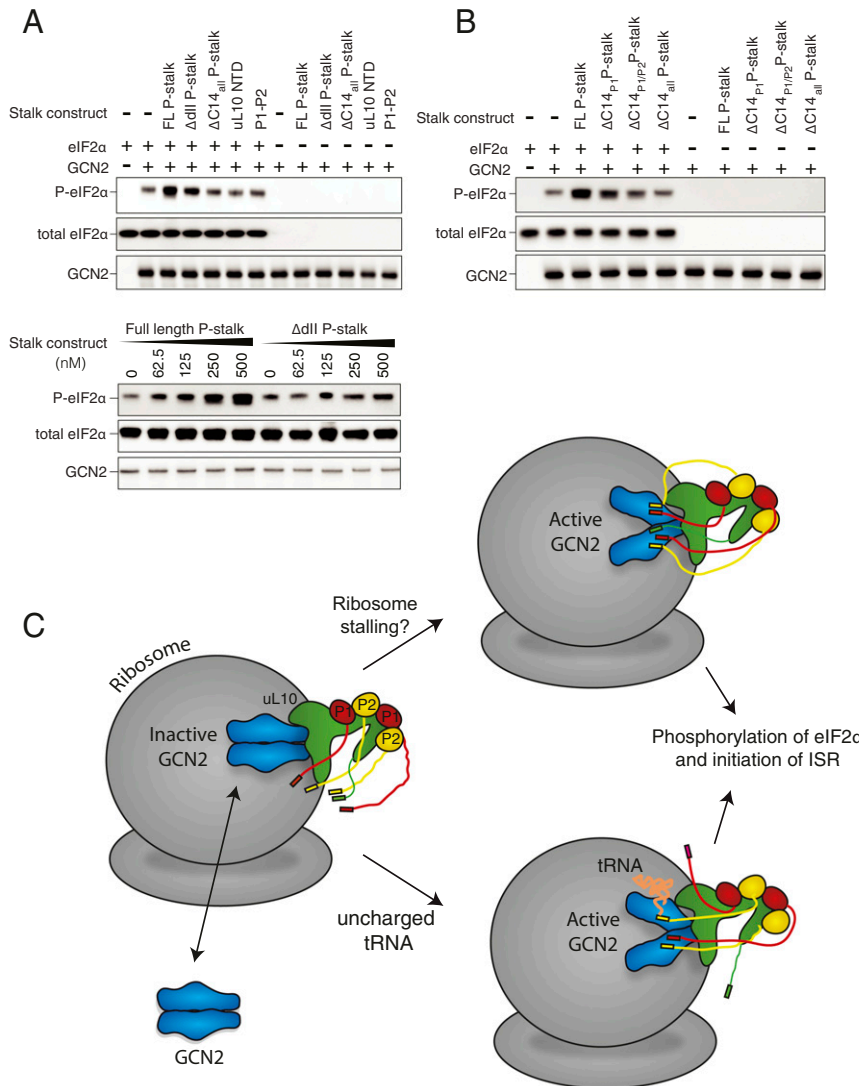 A
Stalk construct
- - FL P-stalk ΔdII P-stalk ΔC14all P-stalk uL10 NTD P1-P2 - FL P-stalk ΔdII P-stalk ΔC14all P-stalk uL10 NTD P1-P2
eIF2α + + + + + + + - - - - - -
GCN2 - + + + + + + + + + + + +
P-eIF2α
total eIF2α
GCN2
Full length P-stalk ΔdII P-stalk
Stalk construct
(nM)
0 62.5 125 250 500 0 62.5 125 250 500
P-eIF2α
total eIF2α
GCN2
B
Stalk construct
- - FL P-stalk ΔC14P1 P-stalk ΔC14P1/P2 P-stalk ΔC14all P-stalk - FL P-stalk ΔC14P1 P-stalk ΔC14P1/P2 P-stalk ΔC14all P-stalk
eIF2α + + + + + + - - - - -
GCN2 - + + + + + + + + + +
P-eIF2α
total eIF2α
GCN2
C
Ribosome
uL10
P1
P2
P1
P2
Inactive
GCN2
GCN2
Ribosome
stalling?
Active
GCN2
uncharged
tRNA
tRNA
Active
GCN2
Phosphorylation of eIF2α
and initiation of ISR